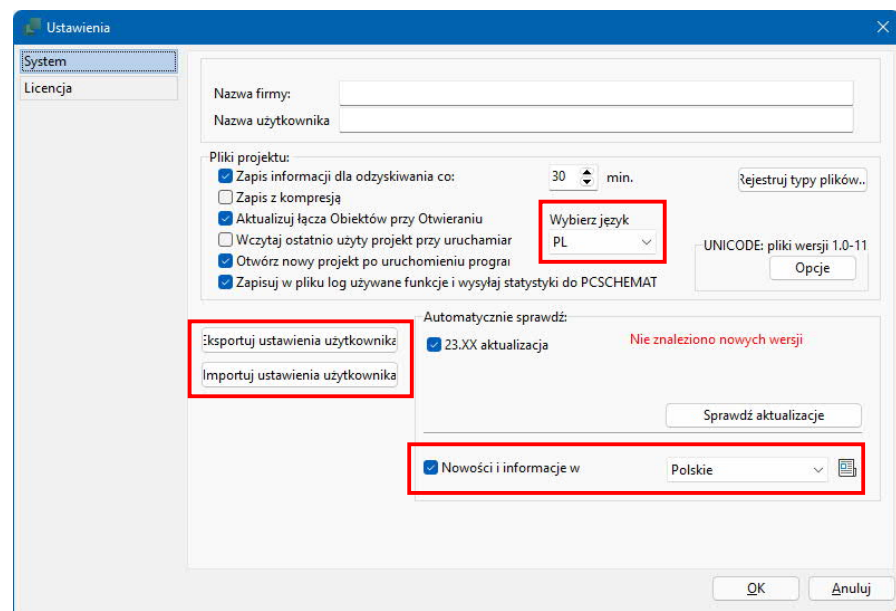 Ustawienia
System
Licencja
Nazwa firmy:
Nazwa użytkownika
Pliki projektu:
Zapis informacji dla odzyskiwania co:
30 min.
Rejestruj typy plików..
Zapis z kompresją
Aktualizuj łącza Obiektów przy Otwieraniu
Wybierz język
Wczytaj ostatnio użyty projekt przy uruchamiar
PL
UNICODE: pliki wersji 1.0-11
Otwórz nowy projekt po uruchomieniu progra
Opcje
Zapisuj w pliku log używane funkcje i wysyłaj statystyki do PCSCHEMAT
Automatycznie sprawdź:
Eksportuj ustawienia użytkownika
23.XX aktualizacja
Nie znaleziono nowych wersji
Importuj ustawienia użytkownika
Sprawdź aktualizacje
Nowości i informacje w
Polskie
OK
Anuluj